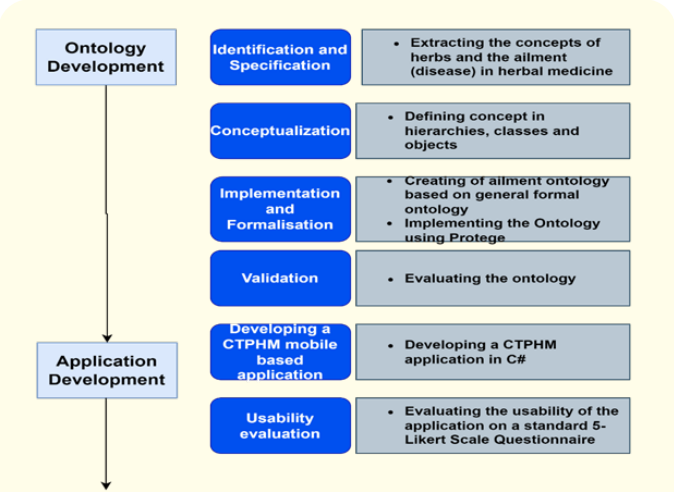 Ontology
Development
Identification and
Specification
• Extracting the concepts of
herbs and the ailment
(disease) in herbal medicine
Conceptualization
• Defining concept in
hierarchies, classes and
objects
Implementation
and
Formalisation
• Creating of ailment ontology
based on general formal
ontology
• Implementing the Ontology
using Protege
Validation
• Evaluating the ontology
Application
Development
Developing a
CTPHM mobile
based
application
• Developing a CTPHM
application in C#
Usability
evaluation
• Evaluating the usability of the
application on a standard 5-
Likert Scale Questionnaire